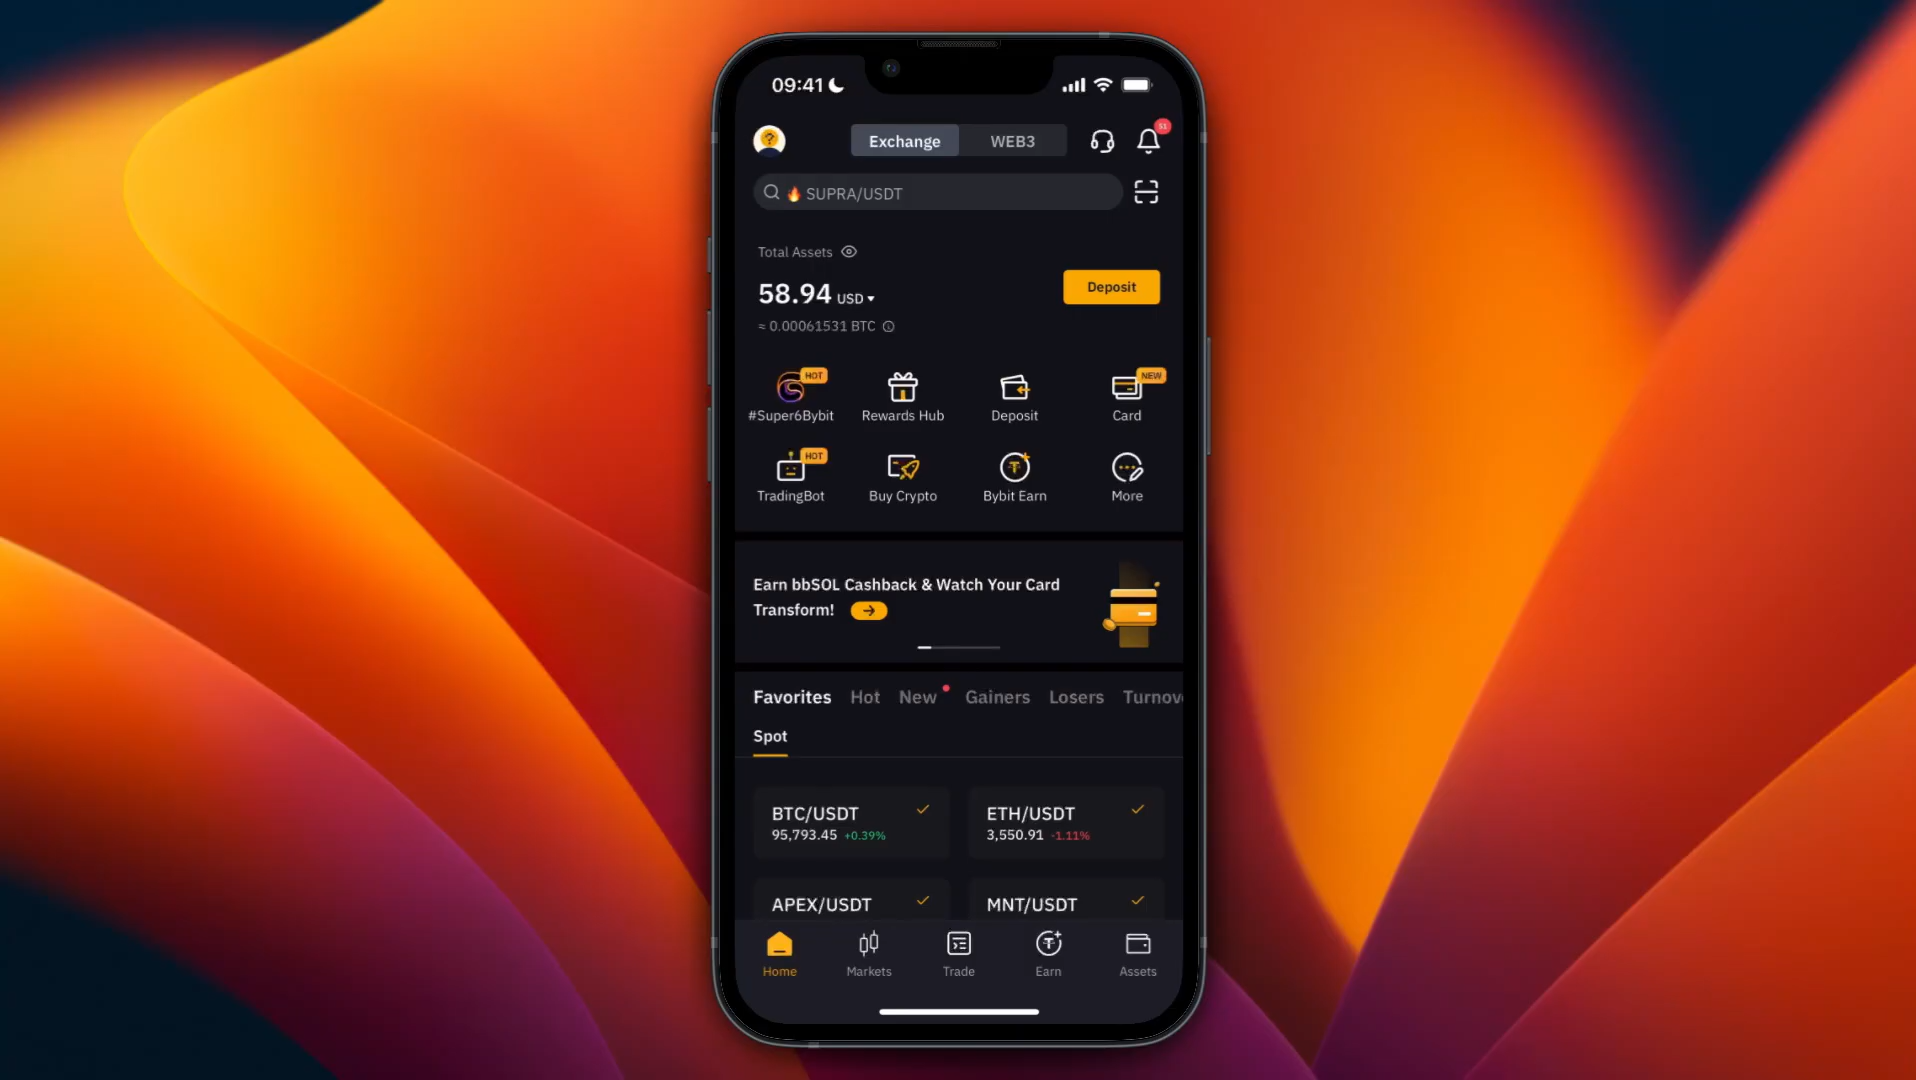 09:41
Exchange WEB3
51
SUPRA/USDT
Total Assets
58.94 USD
Deposit
≈ 0.00061531 BTC
HOT
NEW
#Super6Bybit Rewards Hub Deposit Card
HOT
TradingBot Buy Crypto Bybit Earn More
Earn bbSOL Cashback & Watch Your Card
Transform!
Favorites Hot New Gainers Losers Turnov
Spot
BTC/USDT
95,793.45 +0.39%
ETH/USDT
3,550.91 -1.11%
APEX/USDT
MNT/USDT
Home Markets Trade Earn Assets